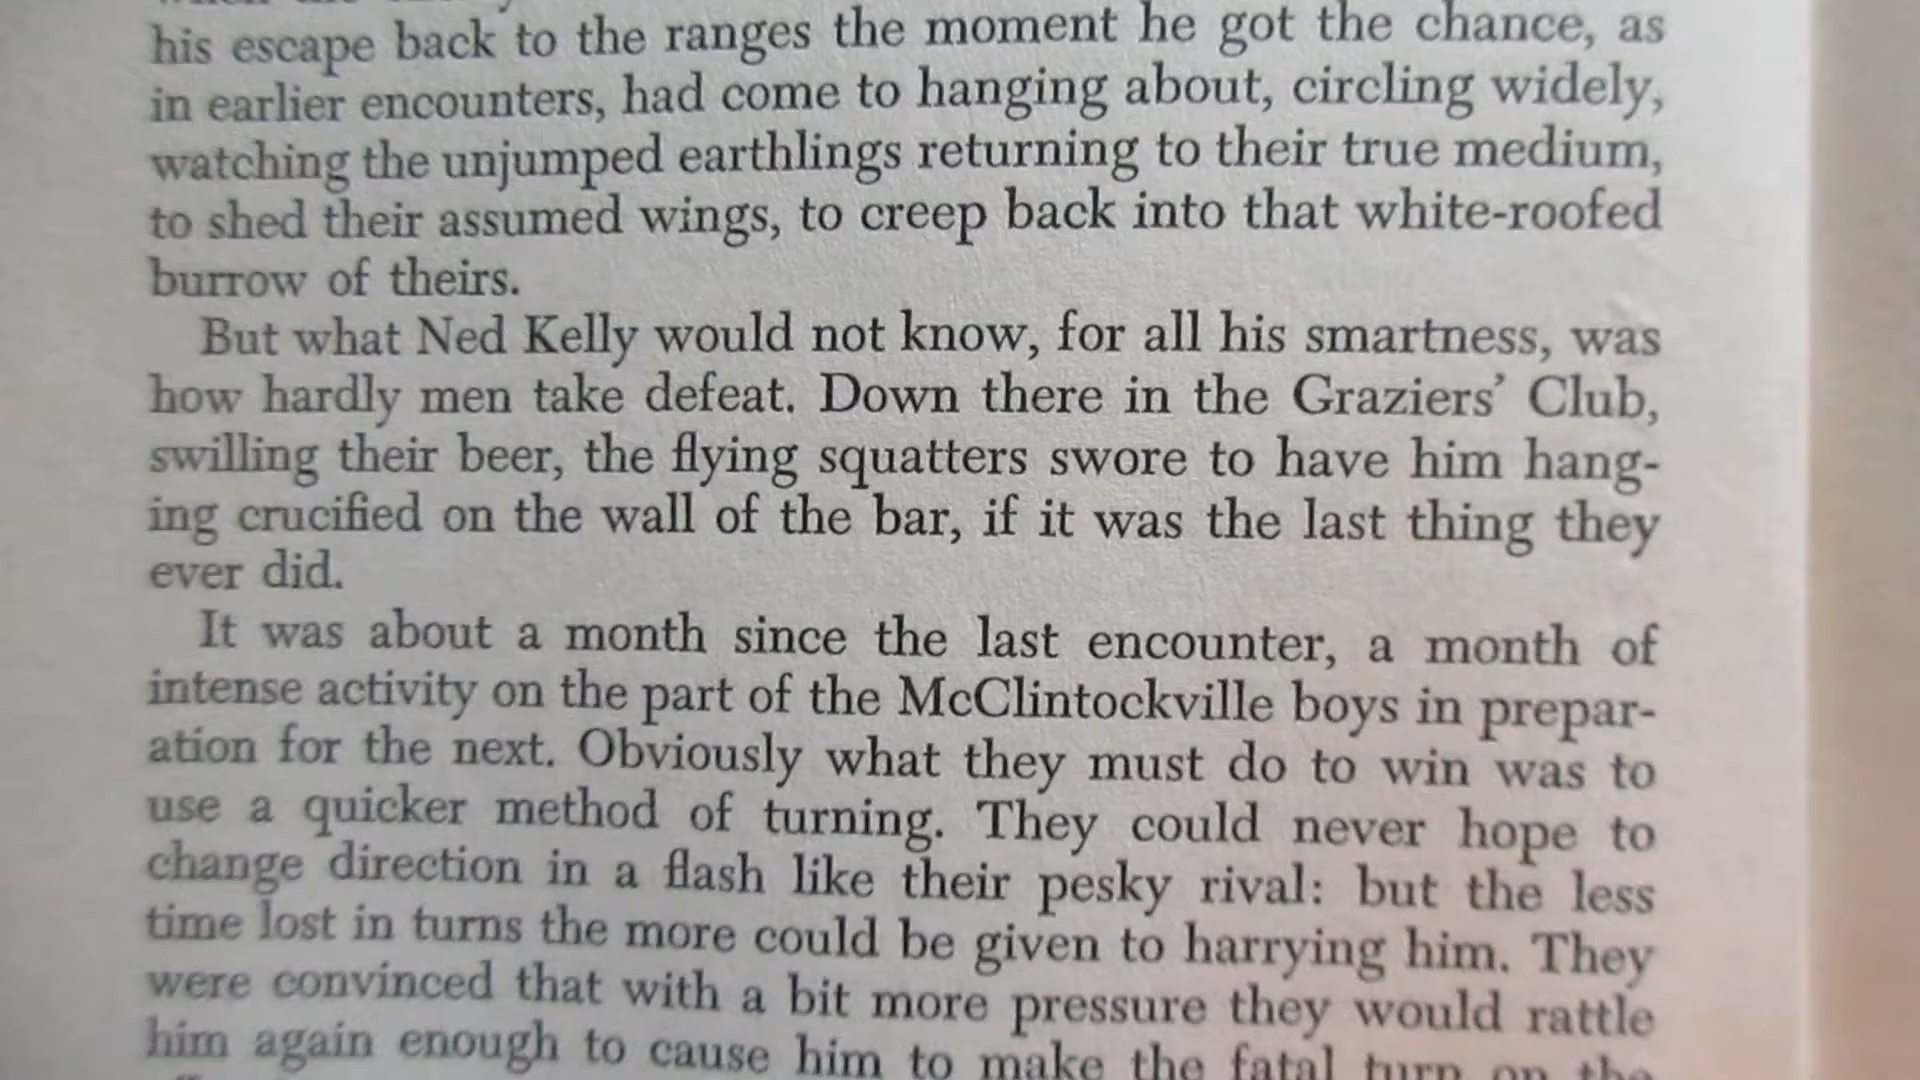 his escape back to the ranges the moment he got the chance, as
in earlier encounters, had come to hanging about, circling widely,
watching the unjumped earthlings returning to their true medium,
to shed their assumed wings, to creep back into that white-roofed
burrow of theirs.
But what Ned Kelly would not know, for all his smartness, was
how hardly men take defeat. Down there in the Graziers’ Club,
swilling their beer, the flying squatters swore to have him hang-
ing crucified on the wall of the bar, if it was the last thing they
ever did.
It was about a month since the last encounter, a month of
intense activity on the part of the McClintockville boys in prepar-
ation for the next. Obviously what they must do to win was to
use a quicker method of turning. They could never hope to
change direction in a flash like their pesky rival: but the less
time lost in turns the more could be given to harrying him. They
were convinced that with a bit more pressure they would rattle
him again enough to cause him to make the fatal turn on the